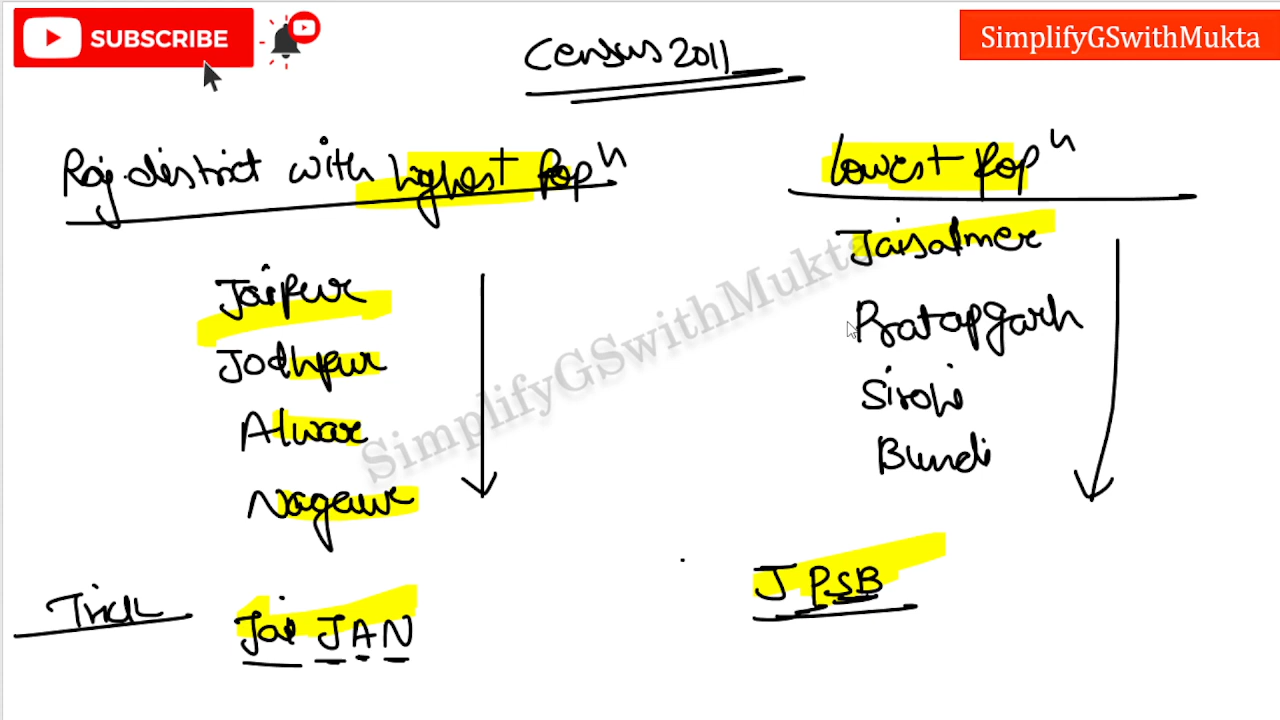 SUBSCRIBE
SimplifyGSwithMukta
Census 2011
Raj. district with highest popⁿ
Jaipur
Jodhpur
Alwar
Nagaur
Trick
Jai JAN
lowest popⁿ
Jaisalmer
Pratapgarh
Sirohi
Bundi
J PSB
SimplifyGSwithMukta